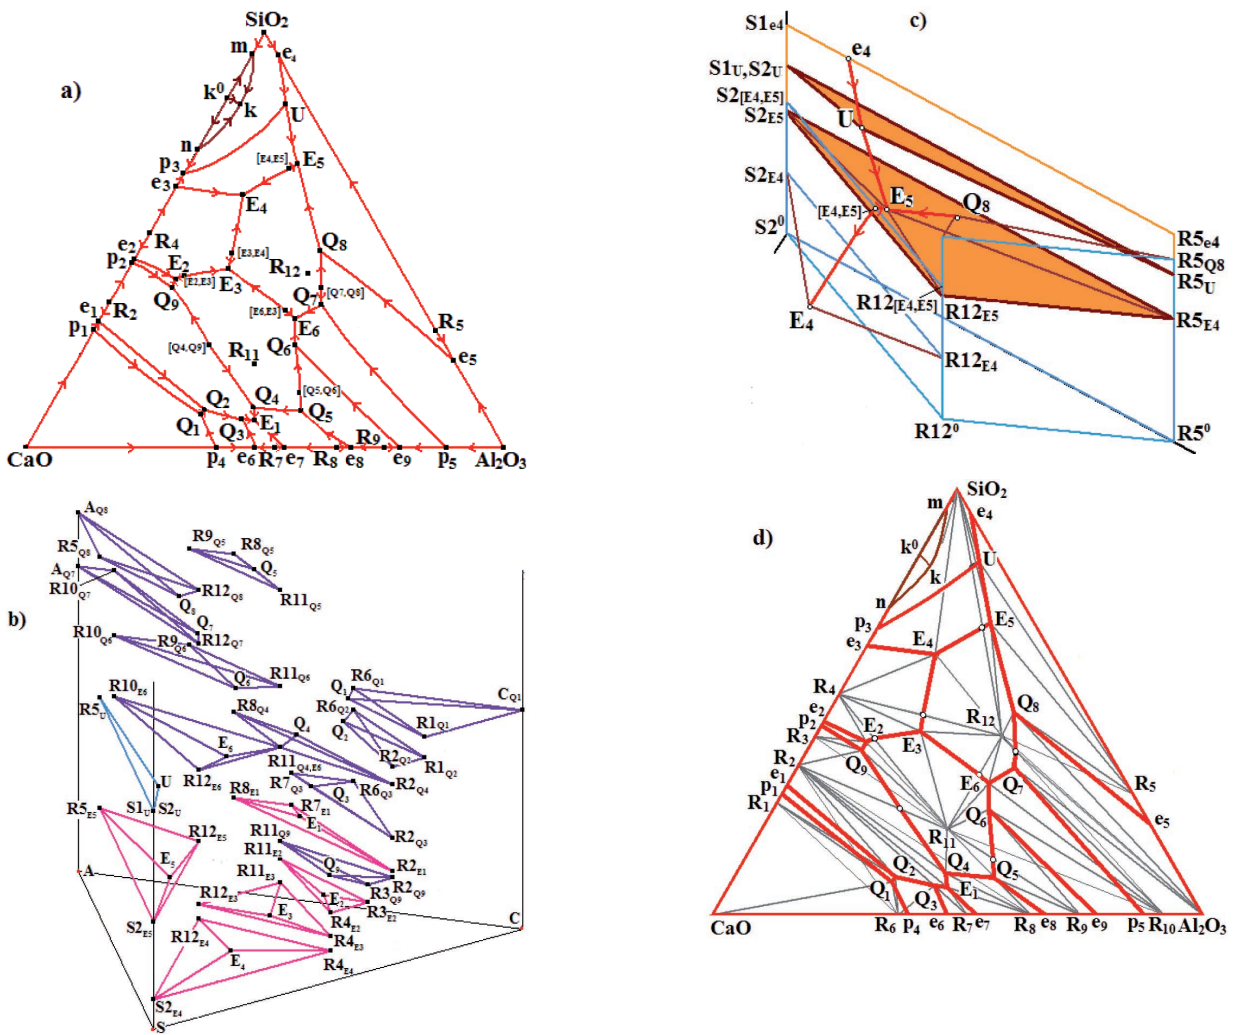 a)
SiO₂
m
e₄
k⁰
k
U
n
p₃
e₃
[E4,E5]
E₅
E₄
R₄
e₂
p₂
E₂
[E2,E3]
[E3,E4]
E₃
Q₈
R₁₂
Q₉
[E6,E3]
Q₇
[Q7,Q8]
E₆
e₁
R₂
p₁
R₅
e₅
[Q4,Q9]
R₁₁
Q₆
[Q5,Q6]
Q₂
Q₄
Q₁
Q₃
E₁
Q₅
R₉
CaO
p₄
e₆
R₇
e₇
R₈
e₈
e₉
p₅
Al₂O₃
c)
S1e4
e₄
S1U,S2U
S2[E4,E5]
S2E5
U
S2E4
E₅
Q₈
[E4,E5]
S2⁰
R5e4
R5Q8
R5U
R12[E4,E5]
R12E5
E₄
R5E4
R12E4
R12⁰
R5⁰
b)
AQ8
R5Q8
R9Q5
R8Q5
Q₅
AQ7
R10Q7
R12Q8
Q₈
R11Q5
Q₇
R10Q6
R9Q6
R12Q7
Q₆
R11Q6
R10E6
R5U
R8Q4
Q₄
E₆
R11Q4,E6
R12E6
Q₁
R6Q1
CQ1
R6Q2
R1Q1
Q₂
R2Q2
R1Q2
R7Q3
Q₃
R6Q3
R2Q4
U
S1U
S2U
R8E1
R7E1
E₁
R5E5
R12E5
R11Q9
R2Q3
R11E2
E₅
Q₉
R2E1
R2Q9
A
R11E3
R12E3
E₂
R3Q9
R3E2
E₃
R4E2
C
S2E5
R12E4
R4E3
E₄
R4E4
S2E4
S
d)
SiO₂
m
e₄
k⁰
k
U
n
p₃
e₃
E₄
E₅
R₄
e₂
p₂
R₃
E₂
E₃
R₁₂
Q₈
R₂
Q₉
E₆
Q₇
e₁
p₁
R₁
R₅
e₅
Q₆
R₁₁
Q₂
Q₄
Q₁
Q₃
E₁
Q₅
CaO
R₆
p₄
e₆
R₇
e₇
R₈
e₈
R₉
e₉
p₅
R₁₀
Al₂O₃